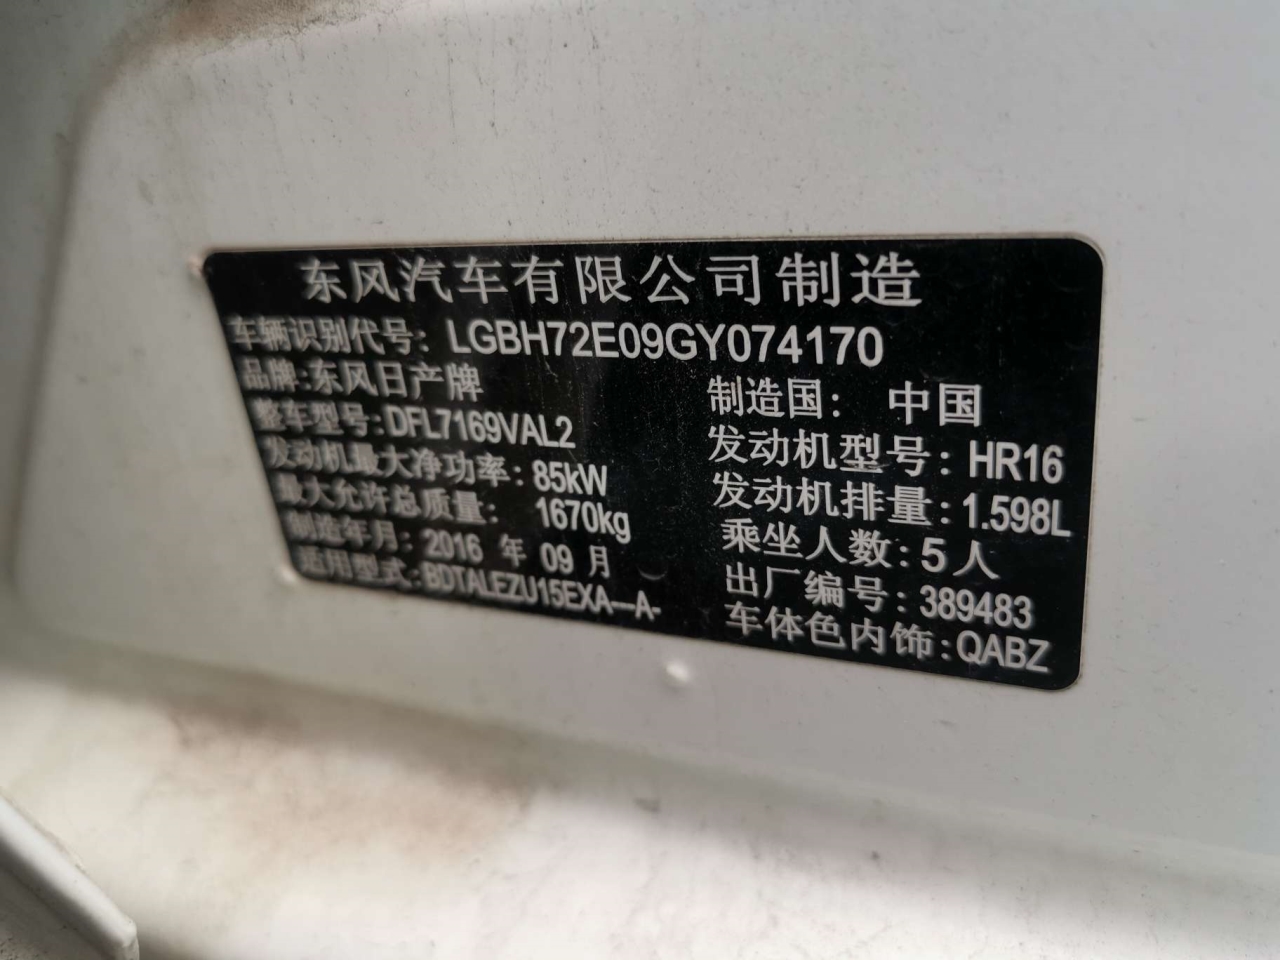 东风汽车有限公司制造
车辆识别代号: LGBH72E09GY074170
品牌:东风日产牌
制造国: 中国
整车型号:DFL7169VAL2
发动机型号: HR16
发动机最大净功率: 85kW
发动机排量: 1.598L
最大允许总质量: 1670kg
乘坐人数: 5人
制造年月: 2016 年 09 月
出厂编号: 389483
适用型式:BDTALEZU15EXA—A-
车体色内饰: QABZ